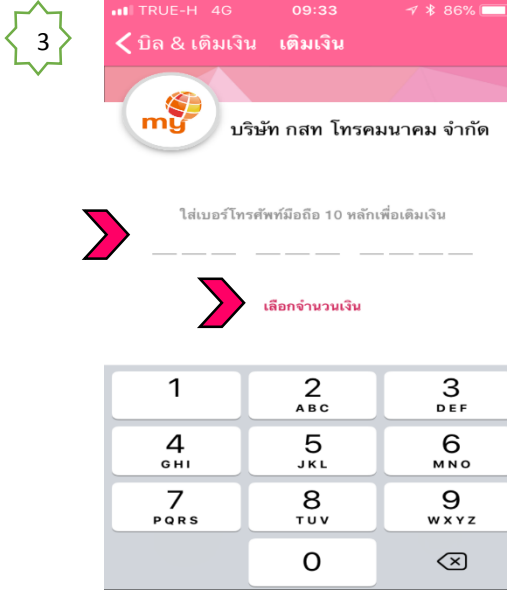 3
TRUE-H 4G 09:33 86%
บิล & เติมเงิน เติมเงิน
my
บริษัท กสท โทรคมนาคม จำกัด
ใส่เบอร์โทรศัพท์มือถือ 10 หลักเพื่อเติมเงิน
เลือกจำนวนเงิน
1 2 3
ABC DEF
4 5 6
GHI JKL MNO
7 8 9
PQRS TUV WXYZ
0